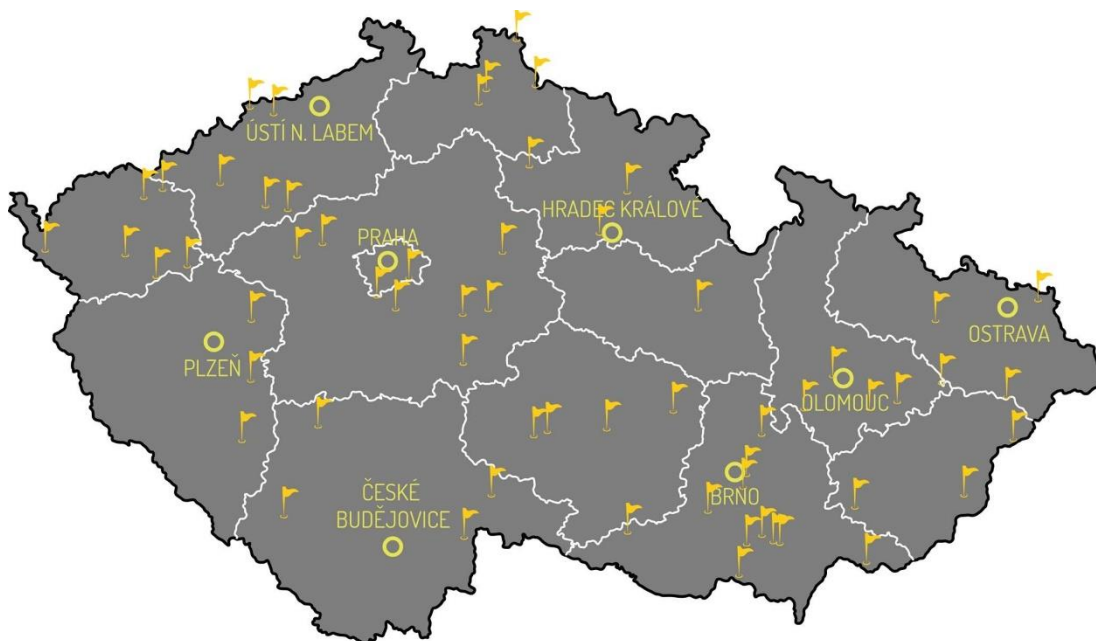 ÚSTÍ N. LABEM
HRADEC KRÁLOVÉ
PRAHA
OSTRAVA
PLZEŇ
OLOMOUC
BRNO
ČESKÉ
BUDĚJOVICE